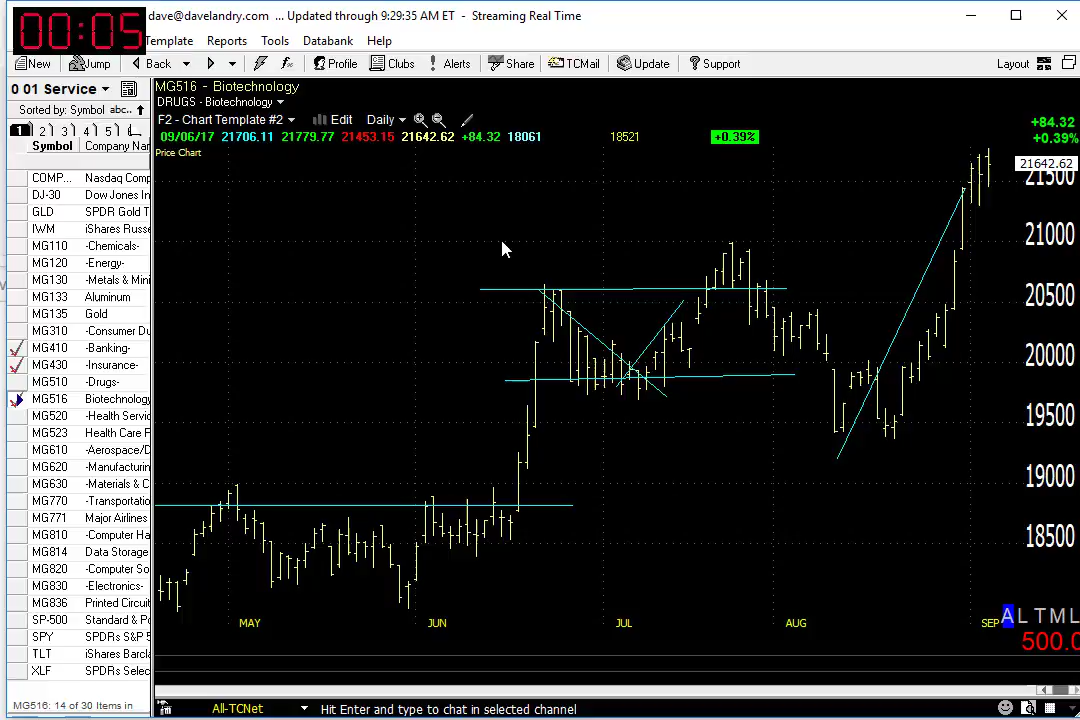 00:05
dave@davelandry.com ... Updated through 9:29:35 AM ET - Streaming Real Time
Template Reports Tools Databank Help
New Jump Back Profile Clubs Alerts Share TCMail Update Support Layout
0 01 Service
Sorted by: Symbol abc..
1 2 3 4 5
Symbol Company Nar
COMP... Nasdaq Comp
DJ-30 Dow Jones In
GLD SPDR Gold T
IWM iShares Russe
MG110 -Chemicals-
MG120 -Energy-
MG130 -Metals & Mini
MG133 Aluminum
MG135 Gold
MG310 -Consumer Du
MG410 -Banking-
MG430 -Insurance-
MG510 -Drugs-
MG516 Biotechnology
MG520 -Health Servic
MG523 Health Care F
MG610 -Aerospace/D
MG620 -Manufacturin
MG630 -Materials & C
MG770 -Transportatio
MG771 Major Airlines
MG810 -Computer Ha
MG814 Data Storage
MG820 -Computer So
MG830 -Electronics-
MG836 Printed Circuit
SP-500 Standard & Po
SPY SPDRs S&P 5
TLT iShares Barcla
XLF SPDRs Selec
MG516: 14 of 30 Items in
MG516 - Biotechnology
DRUGS - Biotechnology
F2 - Chart Template #2 Edit Daily
09/06/17 21706.11 21779.77 21453.15 21642.62 +84.32 18061 18521 +0.39%
Price Chart
+84.32
+0.39%
21642.62
21500
21000
20500
20000
19500
19000
18500
MAY JUN JUL AUG SEP
A L T M L
500.0
All-TCNet Hit Enter and type to chat in selected channel